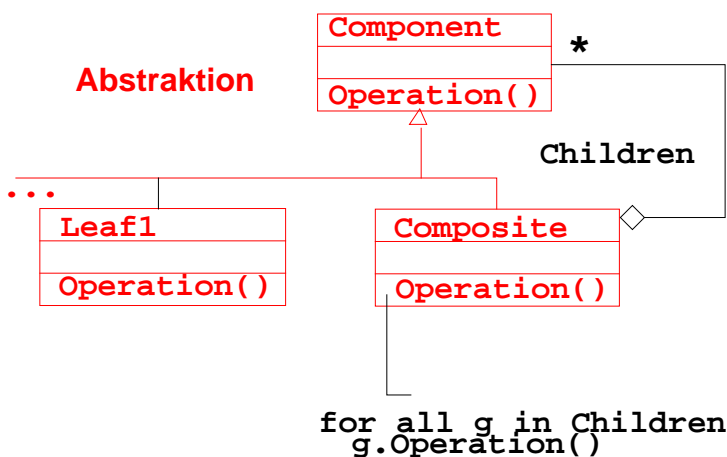 Component
*
Abstraktion
Operation()
Children
...
Leaf1
Composite
Operation()
Operation()
for all g in Children
g.Operation()